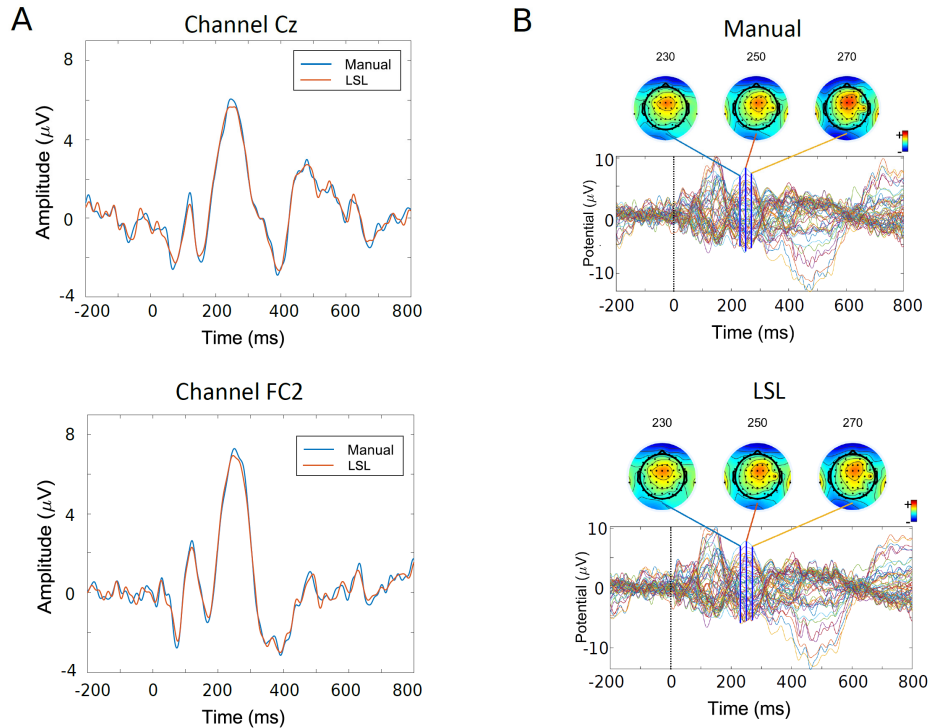 A
Channel Cz
Manual
LSL
8
4
0
-4
Amplitude (μV)
-200 0 200 400 600 800
Time (ms)
Channel FC2
Manual
LSL
8
4
0
-4
Amplitude (μV)
-200 0 200 400 600 800
Time (ms)
B
Manual
230 250 270
+
-
10
0
-10
Potential (μV)
-200 0 200 400 600 800
Time (ms)
LSL
230 250 270
+
-
10
0
-10
Potential (μV)
-200 0 200 400 600 800
Time (ms)